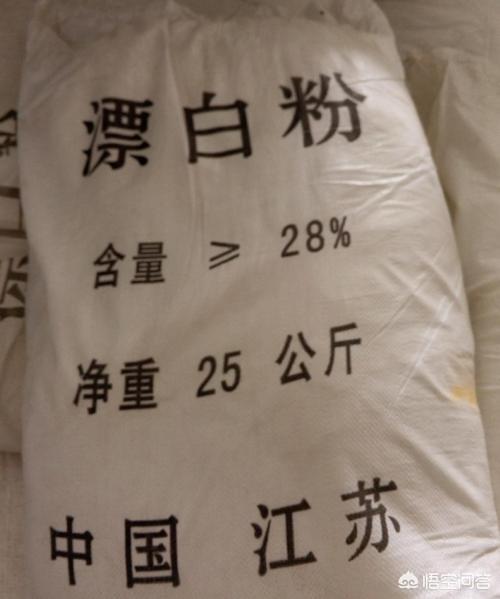 漂白粉
含量 ≥ 28%
净重 25 公斤
中国 江苏
悟空问答